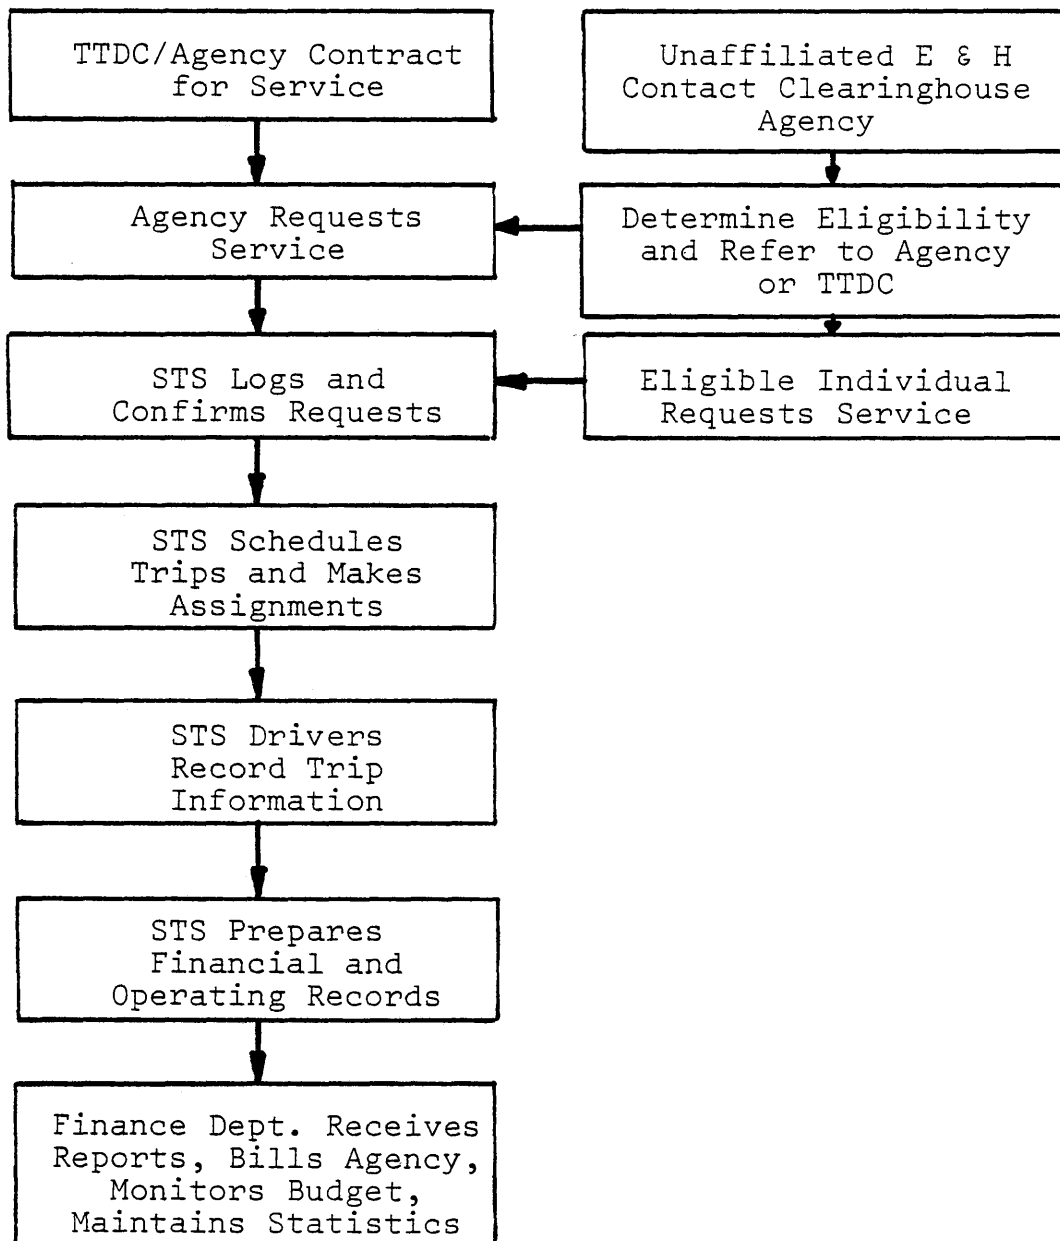 TTDC/Agency Contract
for Service
Unaffiliated E & H
Contact Clearinghouse
Agency
Agency Requests
Service
Determine Eligibility
and Refer to Agency
or TTDC
STS Logs and
Confirms Requests
Eligible Individual
Requests Service
STS Schedules
Trips and Makes
Assignments
STS Drivers
Record Trip
Information
STS Prepares
Financial and
Operating Records
Finance Dept. Receives
Reports, Bills Agency,
Monitors Budget,
Maintains Statistics